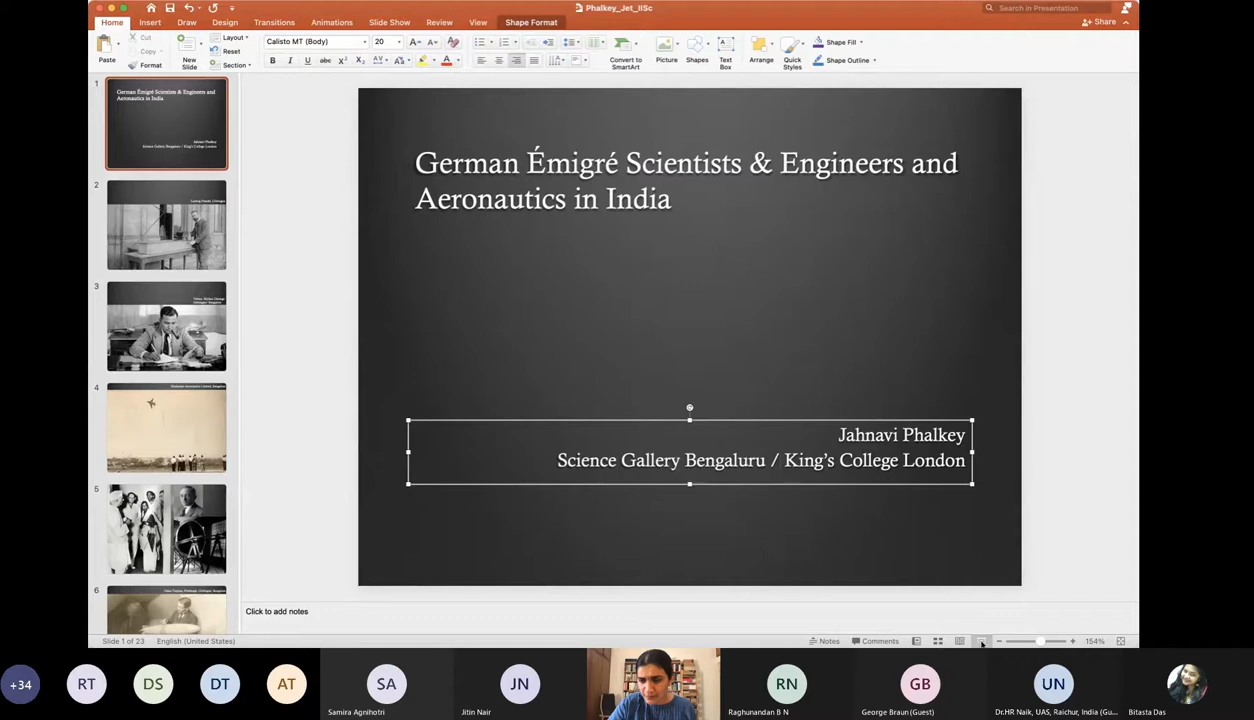 Phalkey_Jet_IISc
Search in Presentation
Home
Insert
Draw
Design
Transitions
Animations
Slide Show
Review
View
Shape Format
Share
Paste
Cut
Copy
Format
New
Slide
Layout
Reset
Section
Calisto MT (Body)
20
Convert to
SmartArt
Picture
Shapes
Text
Box
Arrange
Quick
Styles
Shape Fill
Shape Outline
1
German Émigré Scientists & Engineers and
Aeronautics in India
Jahnavi Phalkey
Science Gallery Bengaluru / King's College London
2
3
4
5
6
German Émigré Scientists & Engineers and
Aeronautics in India
Jahnavi Phalkey
Science Gallery Bengaluru / King's College London
Click to add notes
Slide 1 of 23
English (United States)
Notes
Comments
154%
+34
RT
DS
DT
AT
SA
Samira Agnihotri
JN
Jitin Nair
RN
Raghunandan B N
GB
George Braun (Guest)
UN
Dr.HR Naik, UAS, Raichur, India (Gu...
Bitasta Das